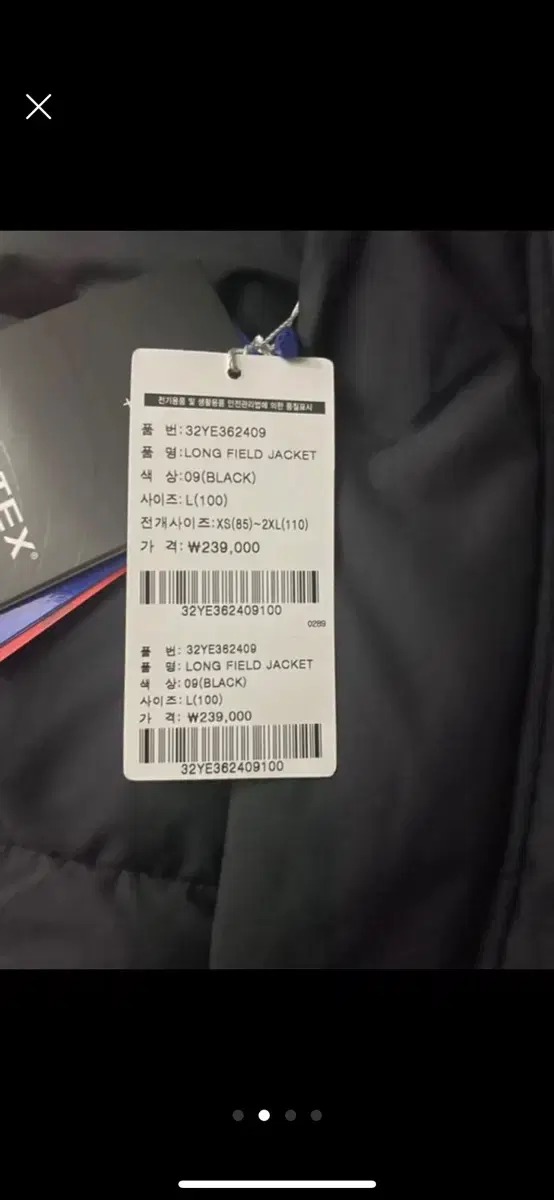 TEX®
전기용품 및 생활용품 안전관리법에 의한 품질표시
품 번:32YE362409
품 명:LONG FIELD JACKET
색 상:09(BLACK)
사이즈:L(100)
전개사이즈:XS(85)~2XL(110)
가 격:₩239,000
32YE362409100
0289
품 번: 32YE362409
품 명: LONG FIELD JACKET
색 상:09(BLACK)
사이즈:L(100)
가 격: ₩239,000
32YE362409100